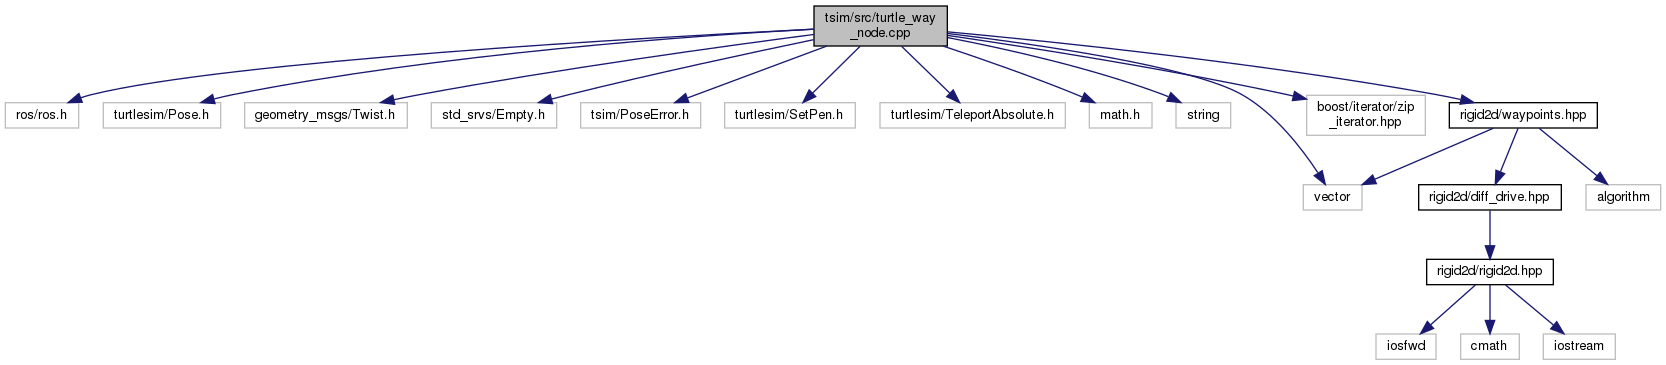 tsim/src/turtle_way
_node.cpp
ros/ros.h
turtlesim/Pose.h
geometry_msgs/Twist.h
std_srvs/Empty.h
tsim/PoseError.h
turtlesim/SetPen.h
turtlesim/TeleportAbsolute.h
math.h
string
boost/iterator/zip
_iterator.hpp
rigid2d/waypoints.hpp
vector
rigid2d/diff_drive.hpp
algorithm
rigid2d/rigid2d.hpp
iosfwd
cmath
iostream